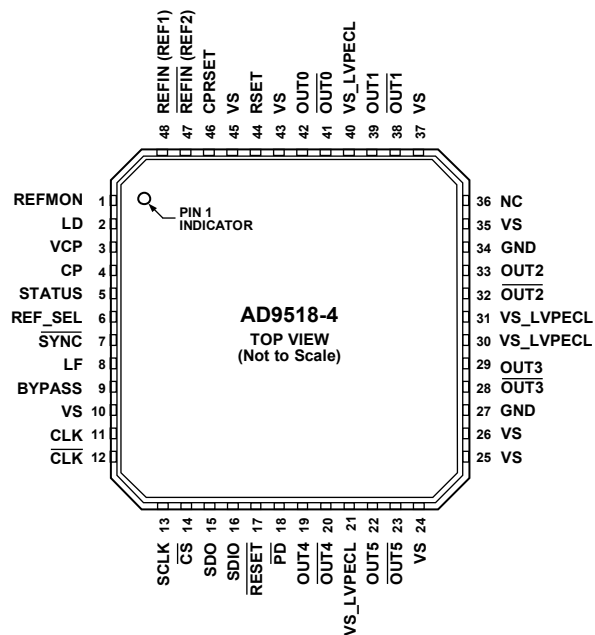 48 REFIN (REF1)
47 REFIN (REF2)
46 CPRSET
45 VS
44 RSET
43 VS
42 OUT0
41 OUT0
40 VS_LVPECL
39 OUT1
38 OUT1
37 VS
REFMON 1
LD 2
VCP 3
CP 4
STATUS 5
REF_SEL 6
SYNC 7
LF 8
BYPASS 9
VS 10
CLK 11
CLK 12
PIN 1
INDICATOR
AD9518-4
TOP VIEW
(Not to Scale)
36 NC
35 VS
34 GND
33 OUT2
32 OUT2
31 VS_LVPECL
30 VS_LVPECL
29 OUT3
28 OUT3
27 GND
26 VS
25 VS
SCLK 13
CS 14
SDO 15
SDIO 16
RESET 17
PD 18
OUT4 19
OUT4 20
VS_LVPECL 21
OUT5 22
OUT5 23
VS 24